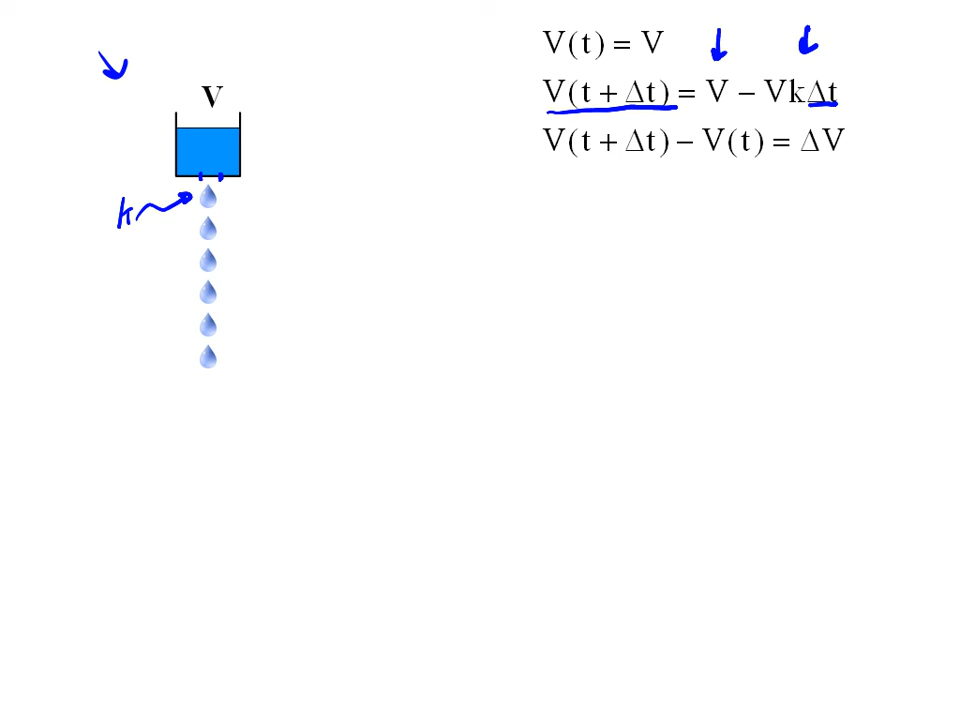 V(t) = V
V(t + Δt) = V − VkΔt
V(t + Δt) − V(t) = ΔV
V
k